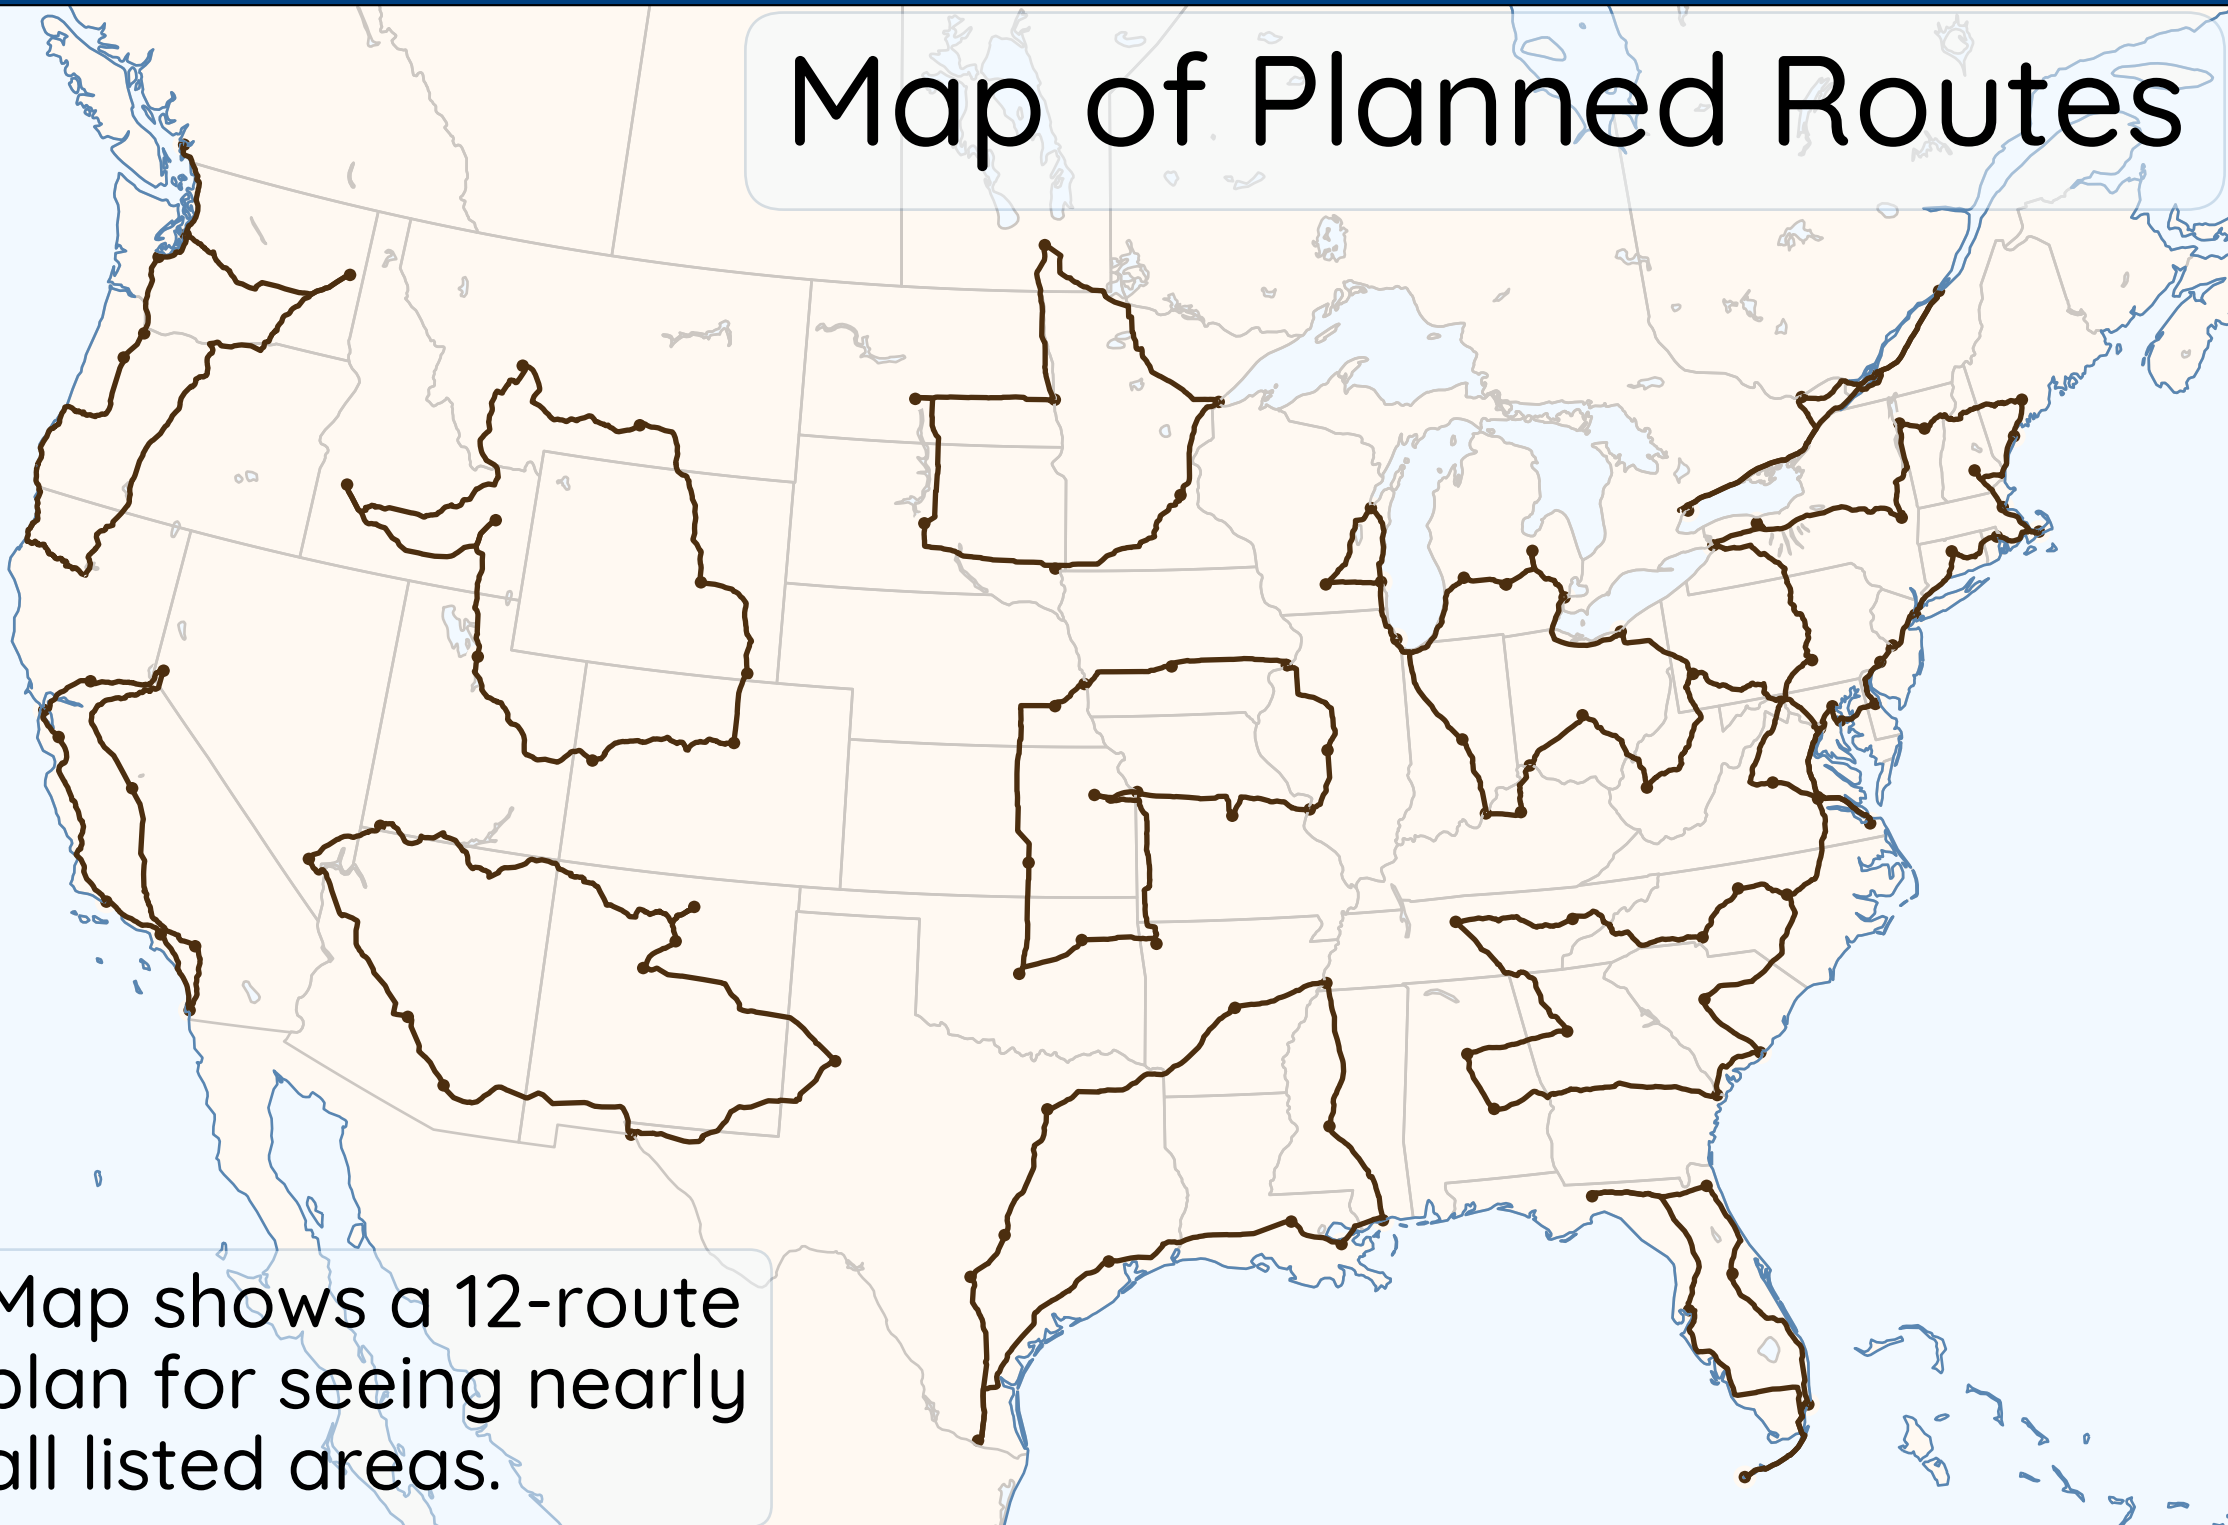 Map of Planned Routes
Map shows a 12-route
plan for seeing nearly
all listed areas.